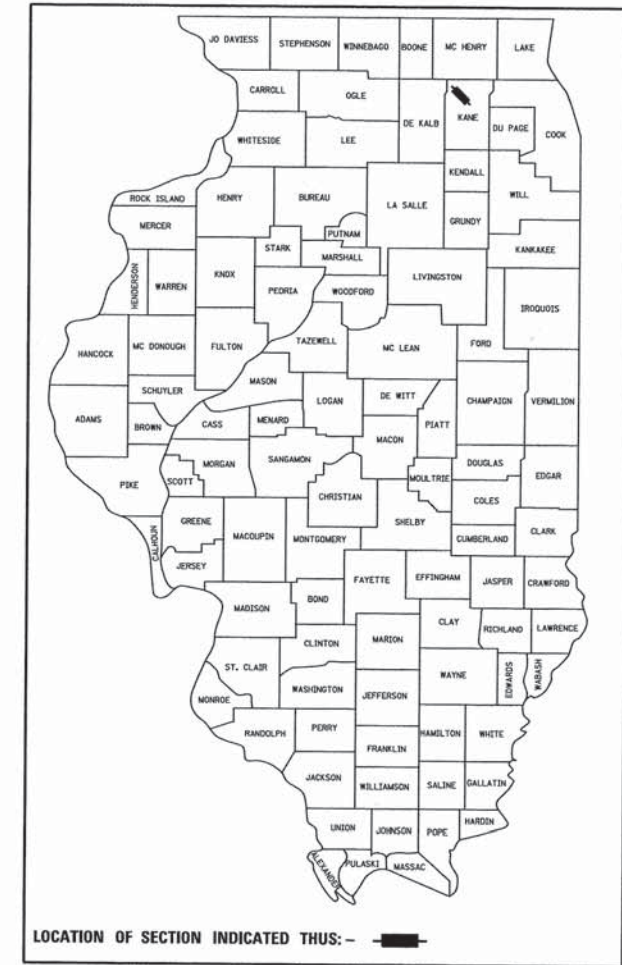 JO DAVIESS
STEPHENSON
WINNEBAGO
BOONE
MC HENRY
LAKE
CARROLL
OGLE
DE KALB
KANE
DU PAGE
COOK
WHITESIDE
LEE
KENDALL
WILL
ROCK ISLAND
HENRY
BUREAU
LA SALLE
GRUNDY
MERCER
PUTNAM
STARK
MARSHALL
KANKAKEE
HENDERSON
WARREN
KNOX
PEORIA
WOODFORD
LIVINGSTON
IROQUOIS
HANCOCK
MC DONOUGH
FULTON
TAZEWELL
MC LEAN
FORD
SCHUYLER
MASON
DE WITT
ADAMS
BROWN
CASS
MENARD
LOGAN
PIATT
CHAMPAIGN
VERMILION
MACON
PIKE
SCOTT
MORGAN
SANGAMON
MOULTRIE
DOUGLAS
EDGAR
CHRISTIAN
COLES
CALHOUN
GREENE
MACOUPIN
MONTGOMERY
SHELBY
CUMBERLAND
CLARK
JERSEY
FAYETTE
EFFINGHAM
JASPER
CRAWFORD
MADISON
BOND
CLAY
RICHLAND
LAWRENCE
CLINTON
MARION
ST. CLAIR
WAYNE
EDWARDS
WABASH
WASHINGTON
JEFFERSON
MONROE
RANDOLPH
PERRY
HAMILTON
WHITE
FRANKLIN
JACKSON
WILLIAMSON
SALINE
GALLATIN
UNION
JOHNSON
POPE
HARDIN
ALEXANDER
PULASKI
MASSAC
LOCATION OF SECTION INDICATED THUS: -